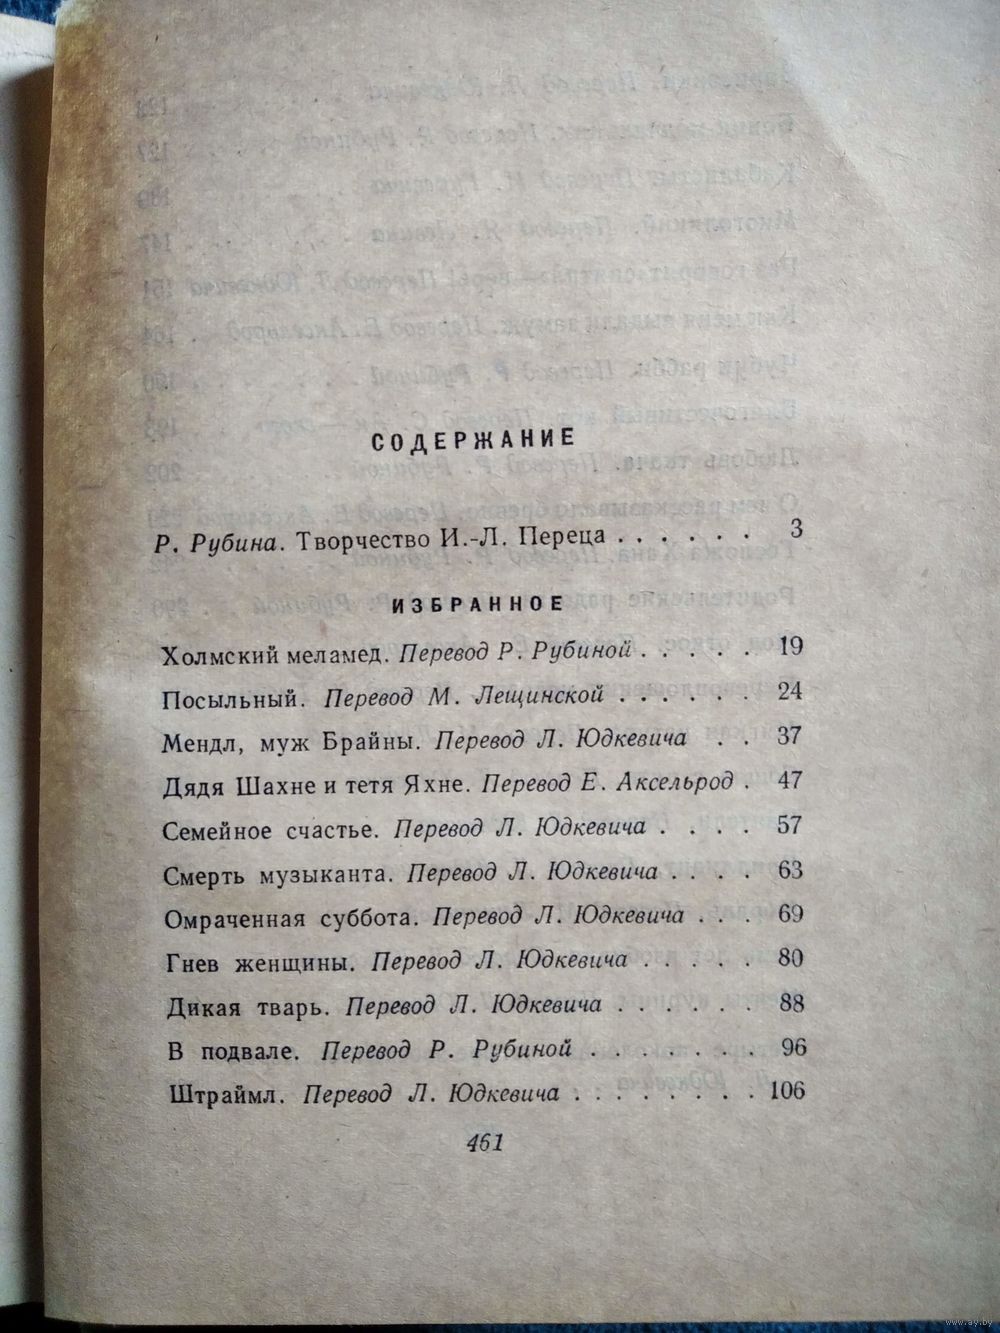 СОДЕРЖАНИЕ
Р. Рубина. Творчество И.-Л. Переца . . . . . . 3
ИЗБРАННОЕ
Холмский меламед. Перевод Р. Рубиной . . . . . 19
Посыльный. Перевод М. Лещинской . . . . . . 24
Мендл, муж Брайны. Перевод Л. Юдкевича . . 37
Дядя Шахне и тетя Яхне. Перевод Е. Аксельрод . 47
Семейное счастье. Перевод Л. Юдкевича . . . . 57
Смерть музыканта. Перевод Л. Юдкевича . . . . 63
Омраченная суббота. Перевод Л. Юдкевича . . . 69
Гнев женщины. Перевод Л. Юдкевича . . . . . 80
Дикая тварь. Перевод Л. Юдкевича . . . . . . 88
В подвале. Перевод Р. Рубиной . . . . . . . 96
Штраймл. Перевод Л. Юдкевича . . . . . . . . 106
461
www.ay.by